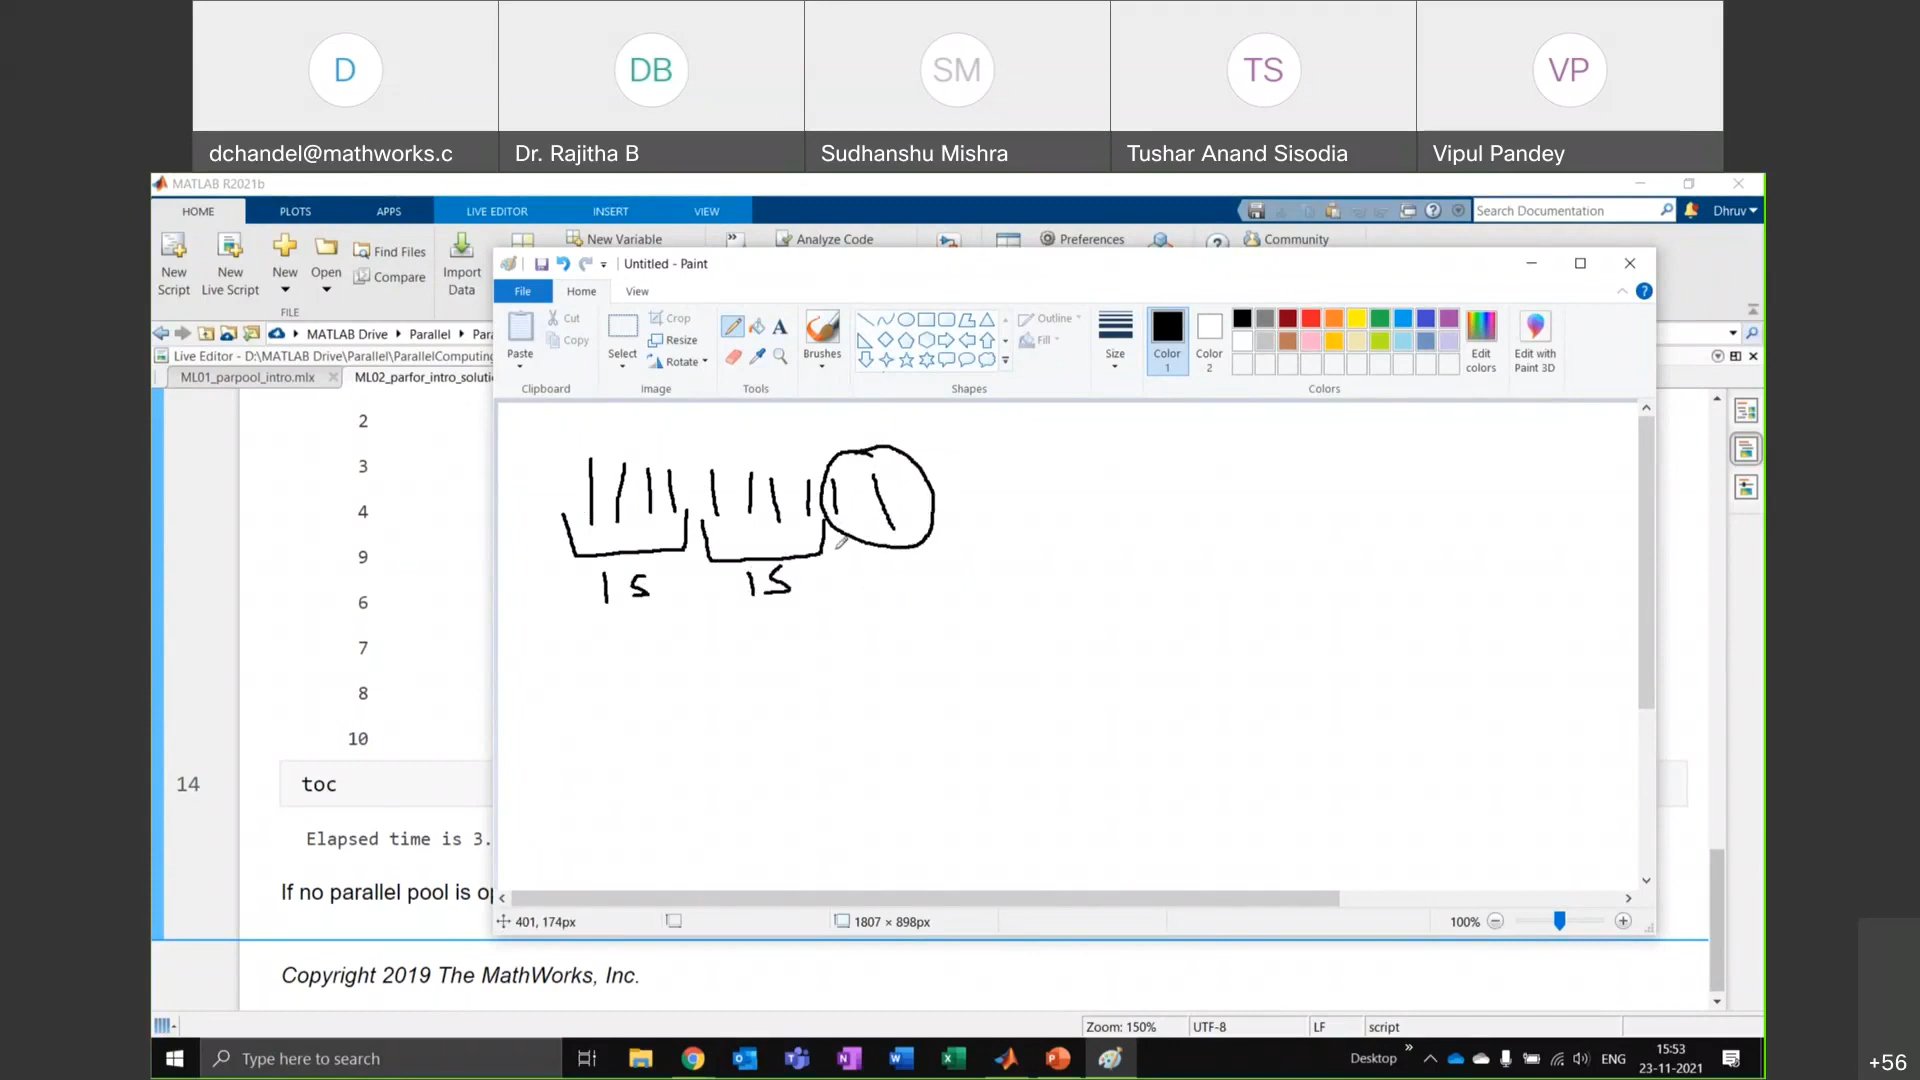 D
DB
SM
TS
VP
dchandel@mathworks.c
Dr. Rajitha B
Sudhanshu Mishra
Tushar Anand Sisodia
Vipul Pandey
MATLAB R2021b
HOME
PLOTS
APPS
LIVE EDITOR
INSERT
VIEW
Search Documentation
Dhruv
New Script
New Live Script
New
Open
Find Files
Compare
Import Data
New Variable
Analyze Code
Preferences
Community
FILE
MATLAB Drive
Parallel
Para
Live Editor - D:\MATLAB Drive\Parallel\ParallelComputing
ML01_parpool_intro.mlx
ML02_parfor_intro_soluti
Untitled - Paint
File
Home
View
Paste
Cut
Copy
Clipboard
Select
Crop
Resize
Rotate
Image
A
Tools
Brushes
Outline
Fill
Shapes
Size
Color 1
Color 2
Edit colors
Edit with Paint 3D
Colors
1s
1s
401, 174px
1807 × 898px
100%
2
3
4
9
6
7
8
10
14
toc
Elapsed time is 3.
If no parallel pool is op
Copyright 2019 The MathWorks, Inc.
Zoom: 150%
UTF-8
LF
script
Type here to search
Desktop
ENG
15:53
23-11-2021
+56